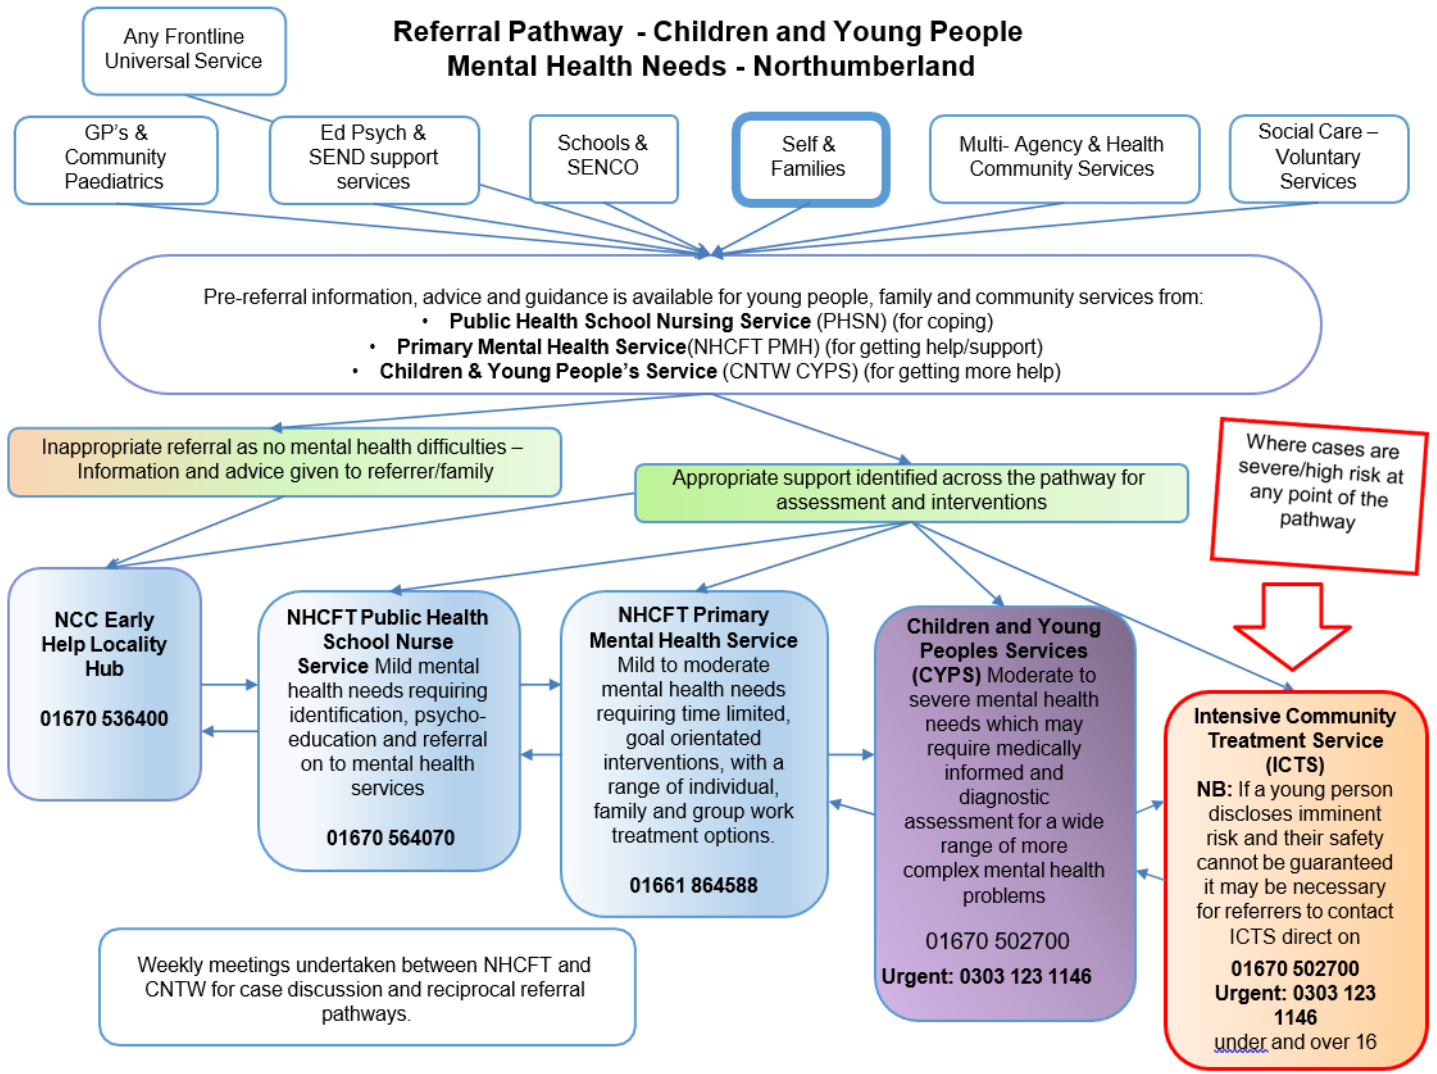 Referral Pathway - Children and Young People
Mental Health Needs - Northumberland
Any Frontline
Universal Service
GP's &
Community
Paediatrics
Ed Psych &
SEND support
services
Schools &
SENCO
Self &
Families
Multi- Agency & Health
Community Services
Social Care –
Voluntary
Services
Pre-referral information, advice and guidance is available for young people, family and community services from:
• Public Health School Nursing Service (PHSN) (for coping)
• Primary Mental Health Service(NHCFT PMH) (for getting help/support)
• Children & Young People's Service (CNTW CYPS) (for getting more help)
Inappropriate referral as no mental health difficulties –
Information and advice given to referrer/family
Appropriate support identified across the pathway for
assessment and interventions
Where cases are
severe/high risk at
any point of the
pathway
NCC Early
Help Locality
Hub
01670 536400
NHCFT Public Health
School Nurse
Service Mild mental
health needs requiring
identification, psycho-
education and referral
on to mental health
services
01670 564070
NHCFT Primary
Mental Health Service
Mild to moderate
mental health needs
requiring time limited,
goal orientated
interventions, with a
range of individual,
family and group work
treatment options.
01661 864588
Children and Young
Peoples Services
(CYPS) Moderate to
severe mental health
needs which may
require medically
informed and
diagnostic
assessment for a wide
range of more
complex mental health
problems
01670 502700
Urgent: 0303 123 1146
Intensive Community
Treatment Service
(ICTS)
NB: If a young person
discloses imminent
risk and their safety
cannot be guaranteed
it may be necessary
for referrers to contact
ICTS direct on
01670 502700
Urgent: 0303 123
1146
under and over 16
Weekly meetings undertaken between NHCFT and
CNTW for case discussion and reciprocal referral
pathways.